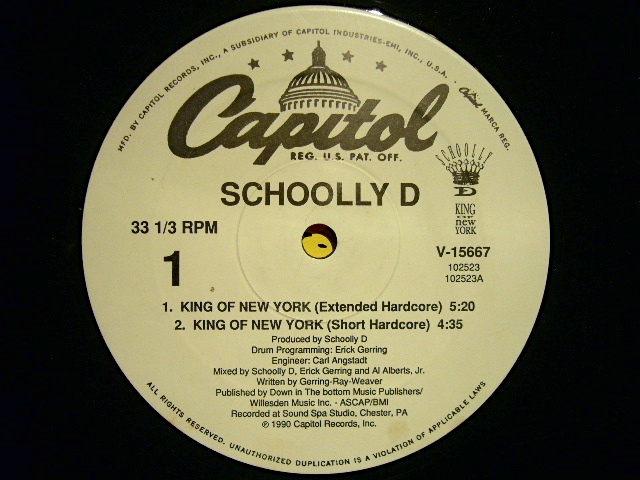 MFD. BY CAPITOL RECORDS, INC., A SUBSIDIARY OF CAPITOL INDUSTRIES-EMI, INC., U.S.A. · Capitol MARCA REG.
Capitol
REG. U.S. PAT. OFF.
SCHOOLLY
D
KING
OF
new
YORK
SCHOOLLY D
33 1/3 RPM
1
V-15667
102523
102523A
1. KING OF NEW YORK (Extended Hardcore) 5:20
2. KING OF NEW YORK (Short Hardcore) 4:35
Produced by Schoolly D
Drum Programming: Erick Gerring
Engineer: Carl Angstadt
Mixed by Schoolly D, Erick Gerring and Al Alberts, Jr.
Written by Gerring-Ray-Weaver
Published by Down in The bottom Music Publishers/
Willesden Music Inc. - ASCAP/BMI
Recorded at Sound Spa Studio, Chester, PA
℗ 1990 Capitol Records, Inc.
ALL RIGHTS RESERVED. UNAUTHORIZED DUPLICATION IS A VIOLATION OF APPLICABLE LAWS